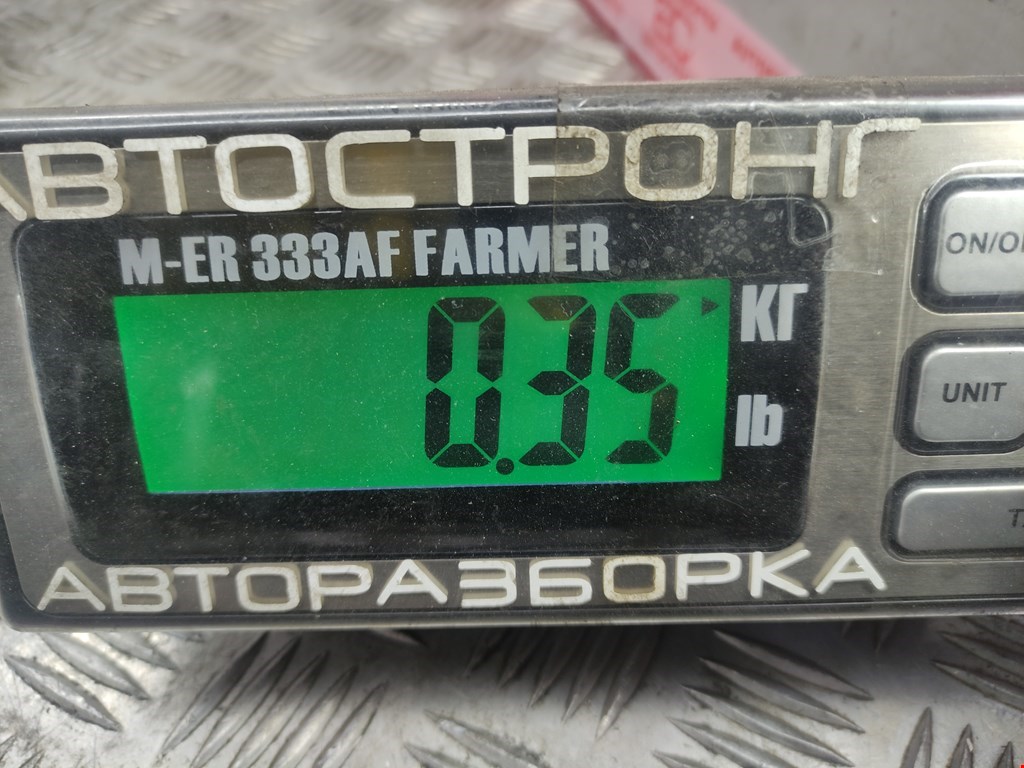 АВТОСТРОНГ
M-ER 333AF FARMER
0.35
КГ
lb
ON/O
UNIT
T
АВТОРАЗБОРКА